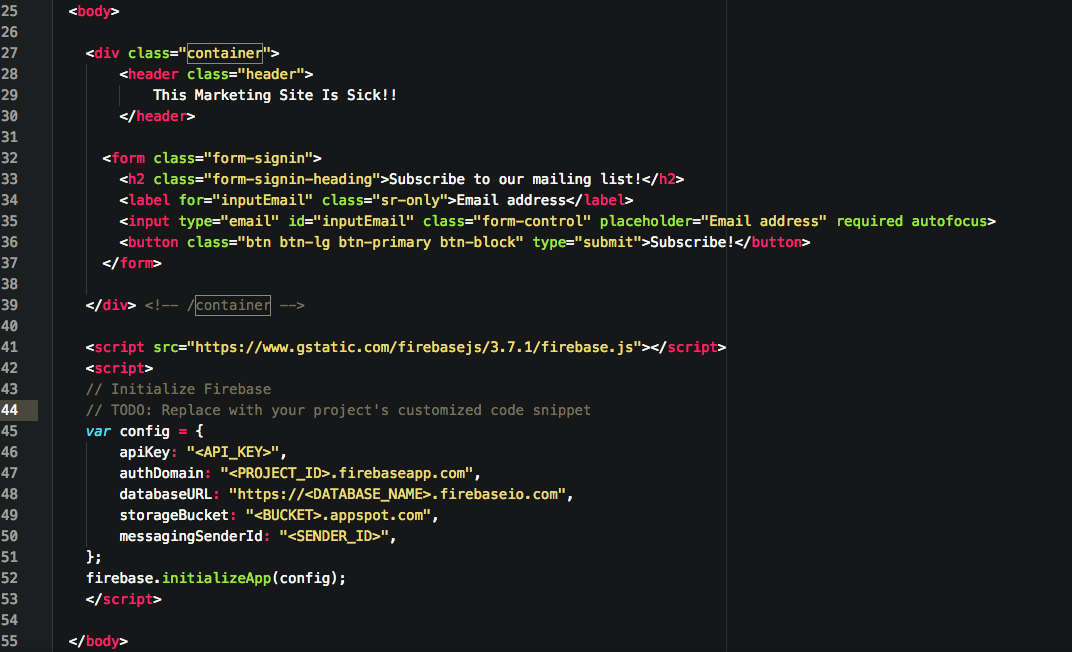 25 <body>
26
27 <div class="container">
28 <header class="header">
29 This Marketing Site Is Sick!!
30 </header>
31
32 <form class="form-signin">
33 <h2 class="form-signin-heading">Subscribe to our mailing list!</h2>
34 <label for="inputEmail" class="sr-only">Email address</label>
35 <input type="email" id="inputEmail" class="form-control" placeholder="Email address" required autofocus>
36 <button class="btn btn-lg btn-primary btn-block" type="submit">Subscribe!</button>
37 </form>
38
39 </div> <!-- /container -->
40
41 <script src="https://www.gstatic.com/firebasejs/3.7.1/firebase.js"></script>
42 <script>
43 // Initialize Firebase
44 // TODO: Replace with your project's customized code snippet
45 var config = {
46 apiKey: "<API_KEY>",
47 authDomain: "<PROJECT_ID>.firebaseapp.com",
48 databaseURL: "https://<DATABASE_NAME>.firebaseio.com",
49 storageBucket: "<BUCKET>.appspot.com",
50 messagingSenderId: "<SENDER_ID>",
51 };
52 firebase.initializeApp(config);
53 </script>
54
55 </body>